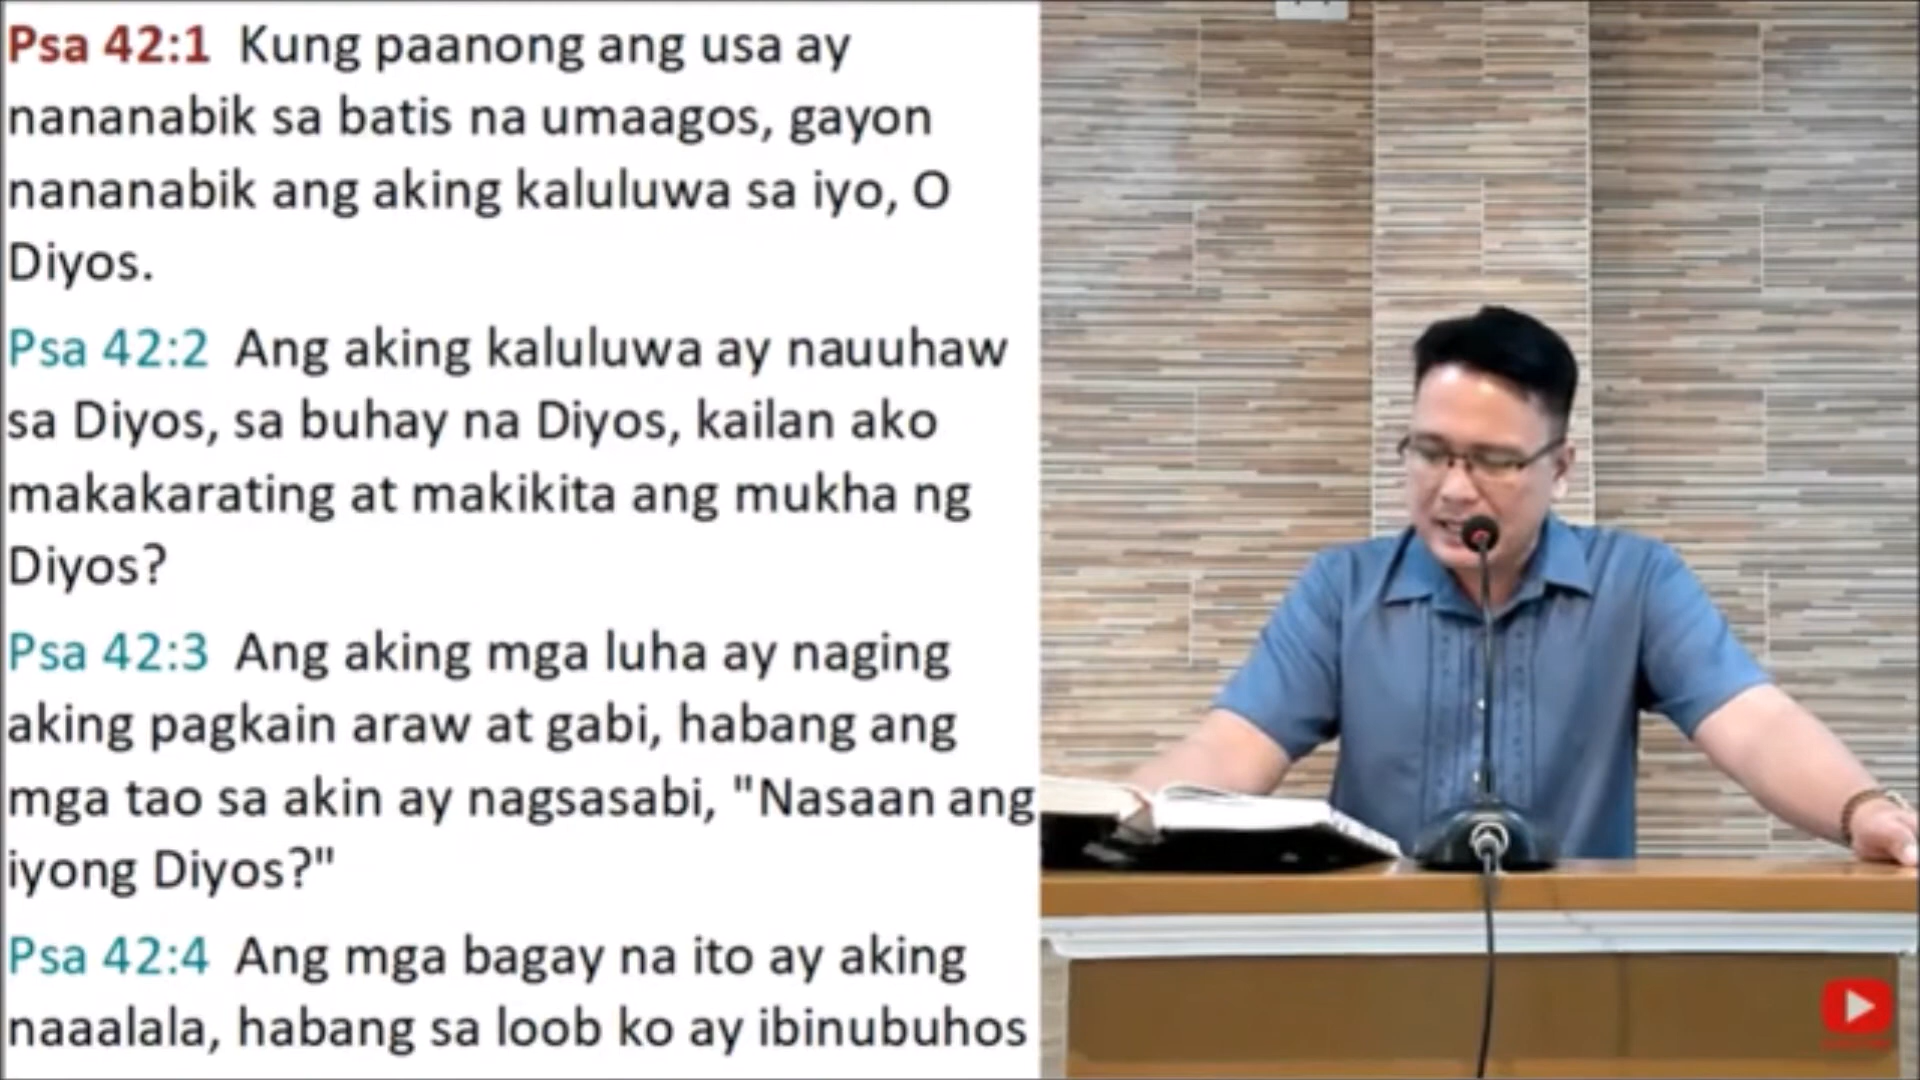 Psa 42:1 Kung paanong ang usa ay
nananabik sa batis na umaagos, gayon
nananabik ang aking kaluluwa sa iyo, O
Diyos.
Psa 42:2 Ang aking kaluluwa ay nauuhaw
sa Diyos, sa buhay na Diyos, kailan ako
makakarating at makikita ang mukha ng
Diyos?
Psa 42:3 Ang aking mga luha ay naging
aking pagkain araw at gabi, habang ang
mga tao sa akin ay nagsasabi, "Nasaan ang
iyong Diyos?"
Psa 42:4 Ang mga bagay na ito ay aking
naaalala, habang sa loob ko ay ibinubuhos